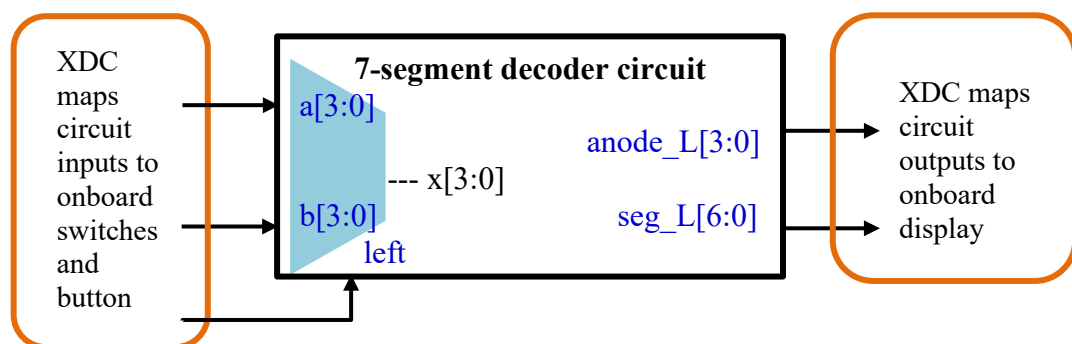 XDC
maps
circuit
inputs to
onboard
switches
and
button
7-segment decoder circuit
a[3:0]
b[3:0]
left
--- x[3:0]
anode_L[3:0]
seg_L[6:0]
XDC maps
circuit
outputs to
onboard
display